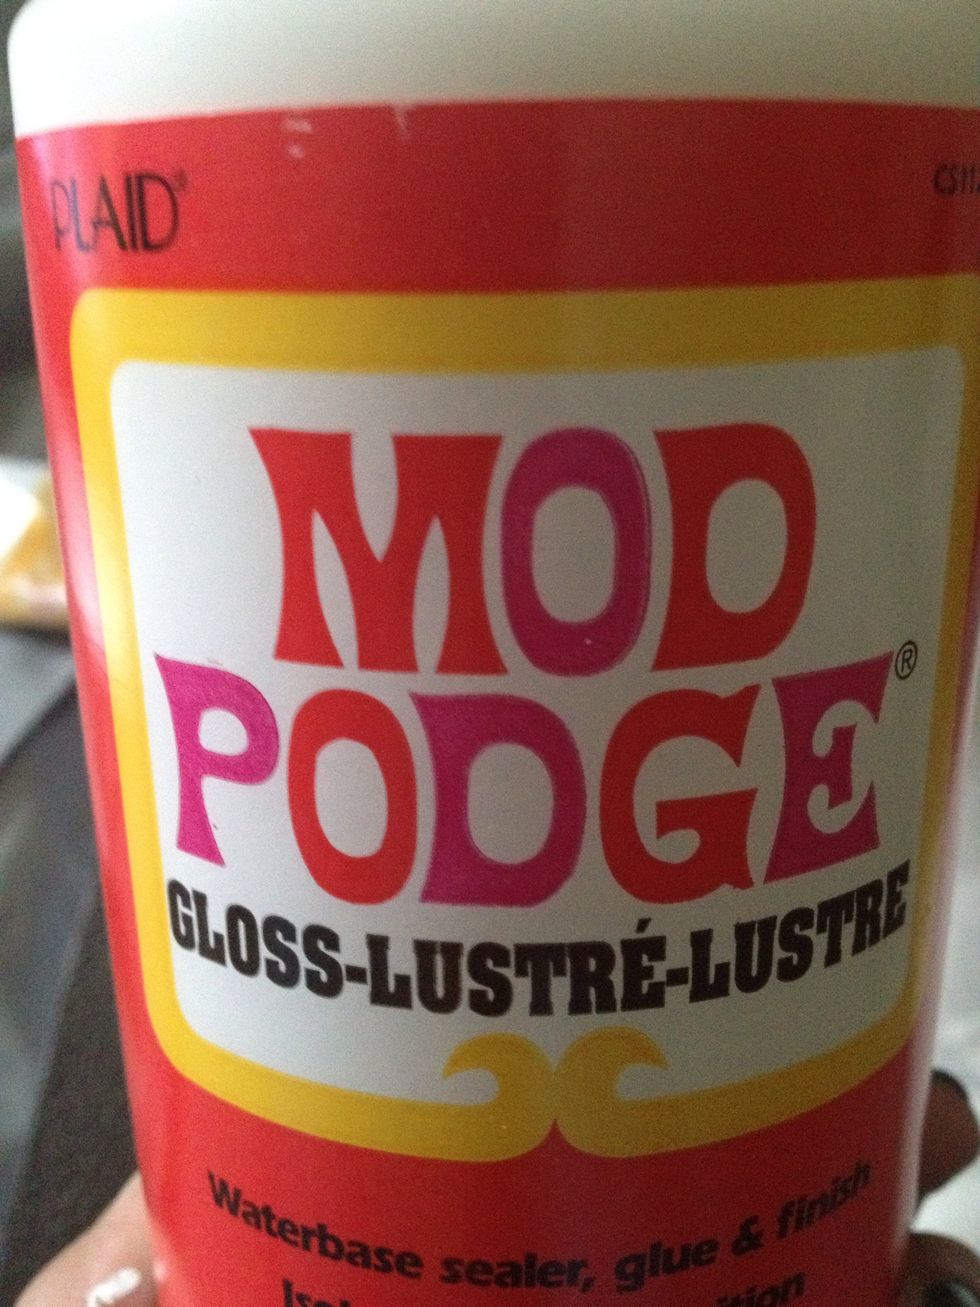 PLAID®
MOD
PODGE®
GLOSS-LUSTRÉ-LUSTRE
Waterbase sealer, glue & finish